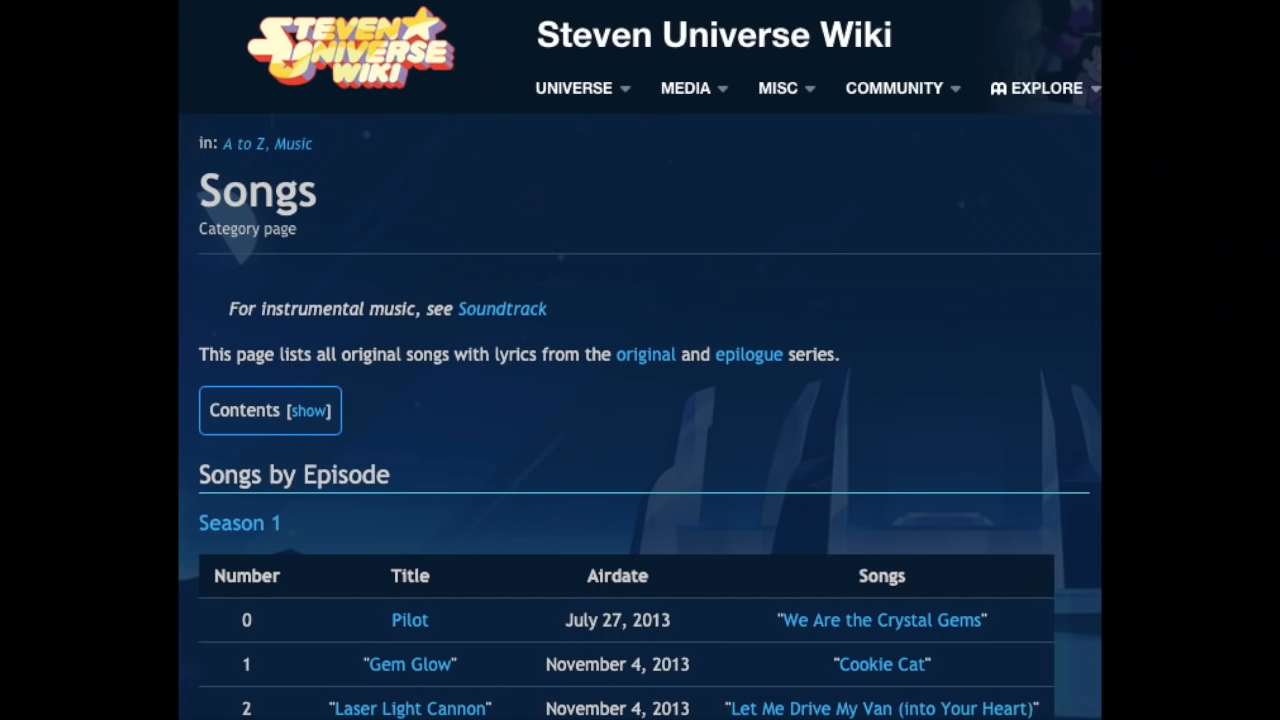 STEVEN UNIVERSE WIKI
Steven Universe Wiki
UNIVERSE MEDIA MISC COMMUNITY EXPLORE
in: A to Z, Music
Songs
Category page
For instrumental music, see Soundtrack
This page lists all original songs with lyrics from the original and epilogue series.
Contents [show]
Songs by Episode
Season 1
Number Title Airdate Songs
0 Pilot July 27, 2013 "We Are the Crystal Gems"
1 "Gem Glow" November 4, 2013 "Cookie Cat"
2 "Laser Light Cannon" November 4, 2013 "Let Me Drive My Van (into Your Heart)"